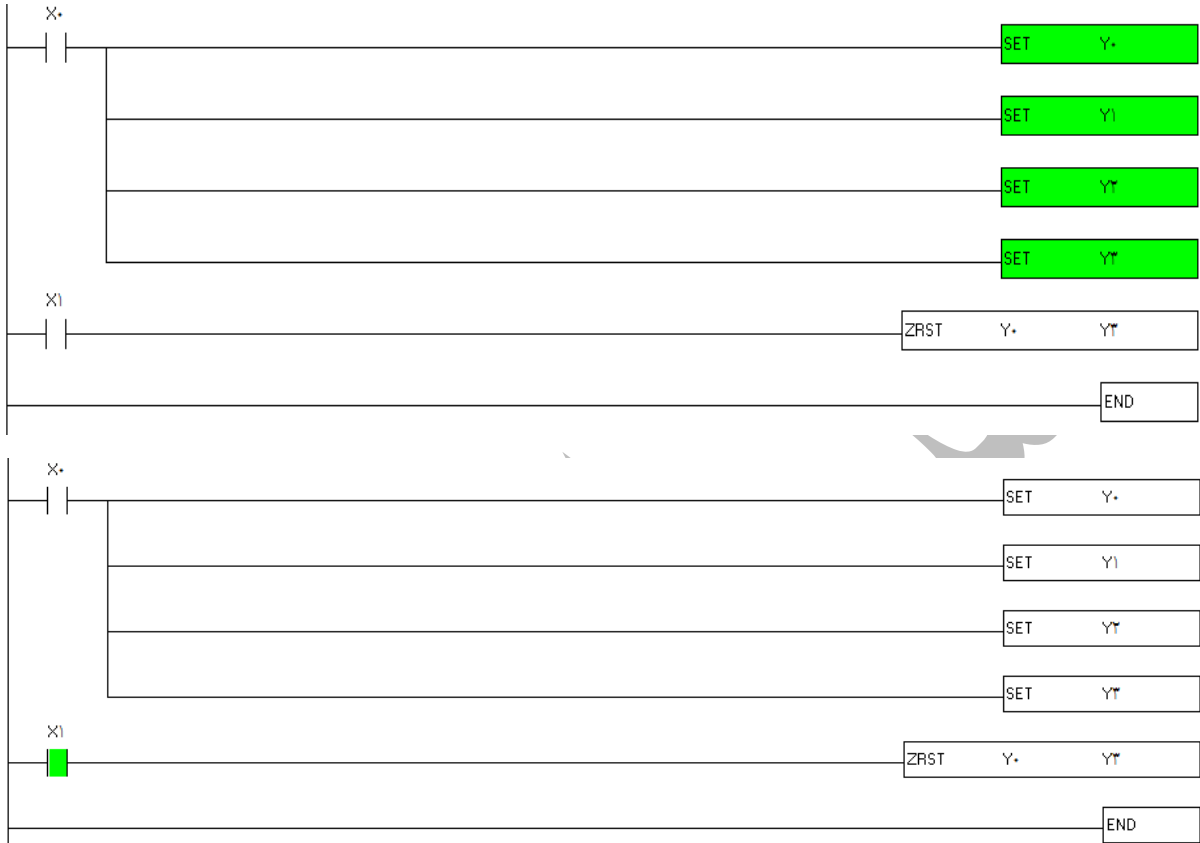 X۰
SET Y۰
SET Y۱
SET Y۲
SET Y۳
X۱
ZRST Y۰ Y۳
END
X۰
SET Y۰
SET Y۱
SET Y۲
SET Y۳
X۱
ZRST Y۰ Y۳
END